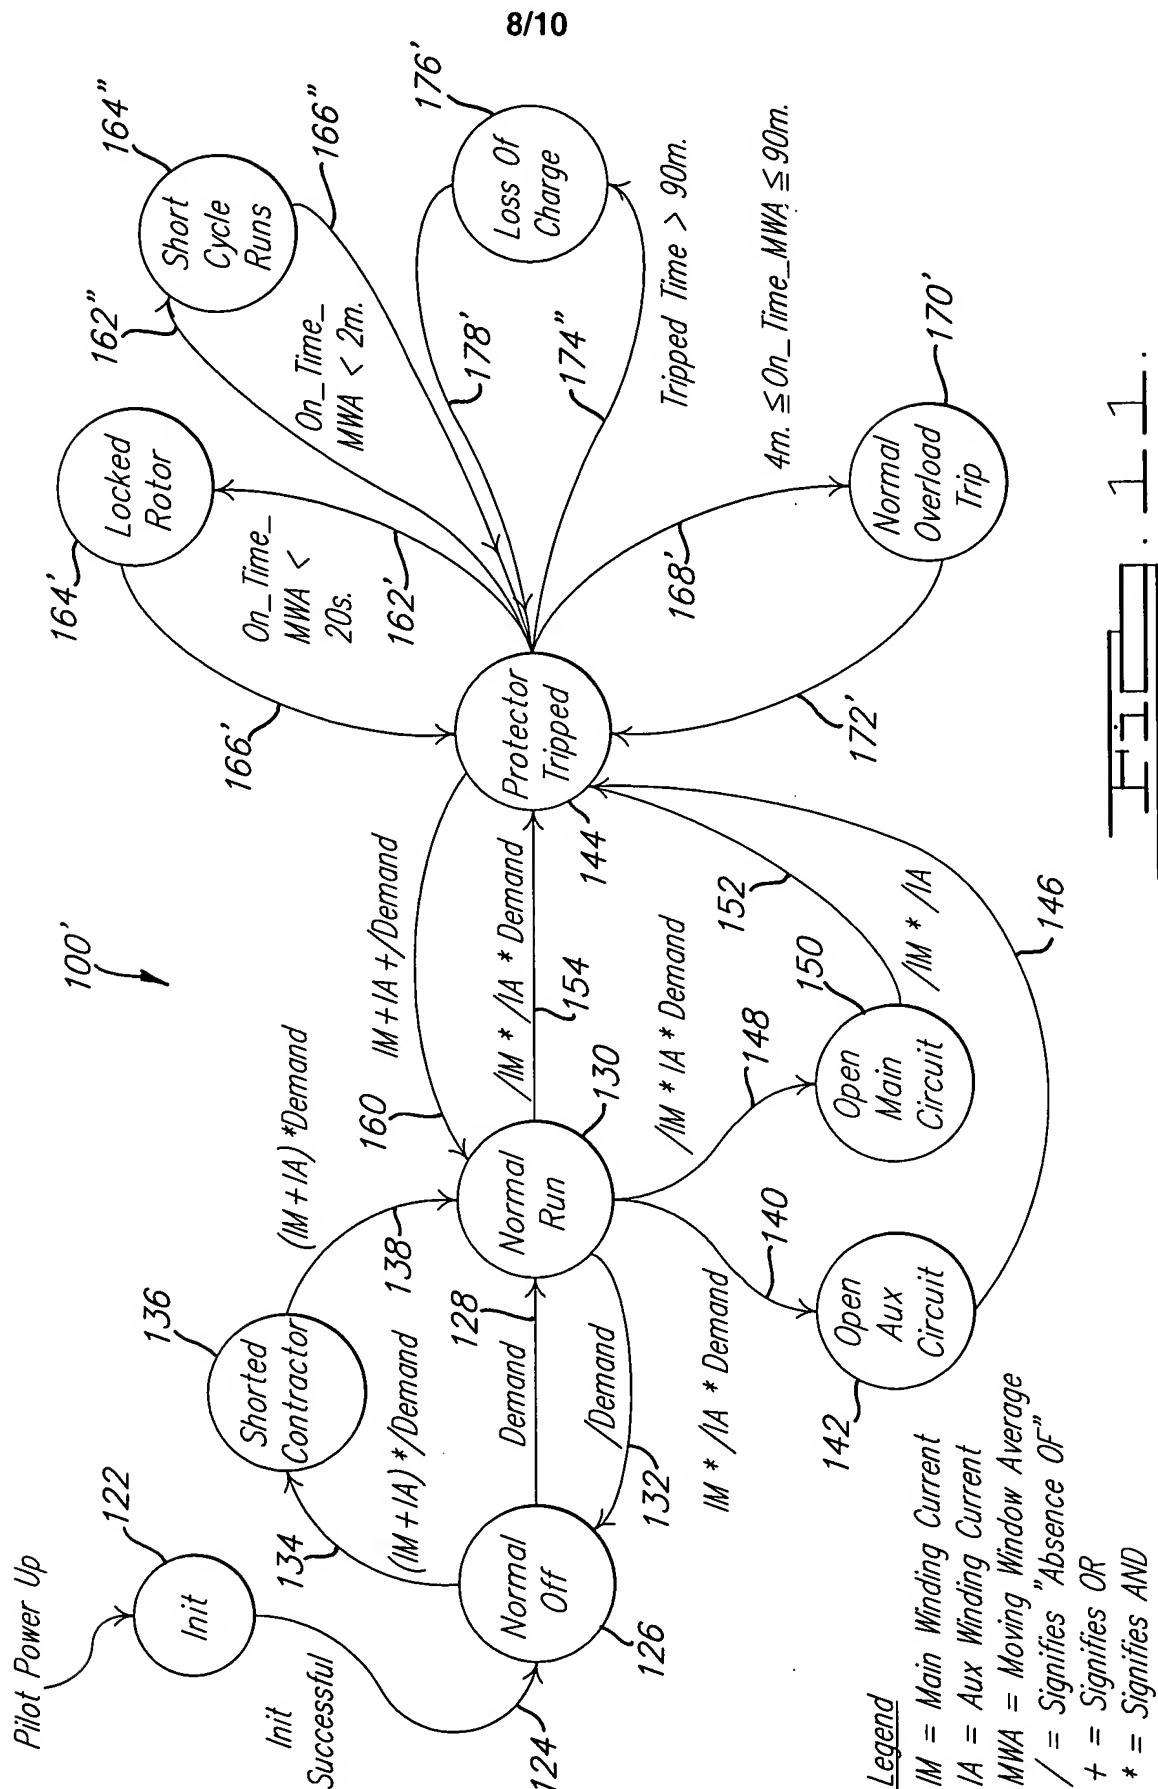 8/10
Pilot Power Up
122
Init
Init
Successful
124
134
136
Shorted
Contractor
(IM + IA) */Demand
(IM + IA) *Demand
138
Normal
Off
126
Demand
128
/Demand
132
Normal
Run
130
100'
160
IM + IA +/Demand
/IM * /IA * Demand
154
/IM * IA * Demand
148
IM * /IA * Demand
140
Open
Aux
Circuit
142
Open
Main
Circuit
150
152
/IM * /IA
146
Protector
Tripped
144
164'
Locked
Rotor
166'
On_Time_
MWA <
20s.
162'
162"
164"
Short
Cycle
Runs
166"
On_Time_
MWA < 2m.
176'
Loss Of
Charge
178'
174"
Tripped Time > 90m.
4m. ≤ On_Time_MWA ≤ 90m.
168'
170'
Normal
Overload
Trip
172'
Legend
IM = Main Winding Current
IA = Aux Winding Current
MWA = Moving Window Average
/ = Signifies "Absence OF"
+ = Signifies OR
* = Signifies AND
Fig. 11.